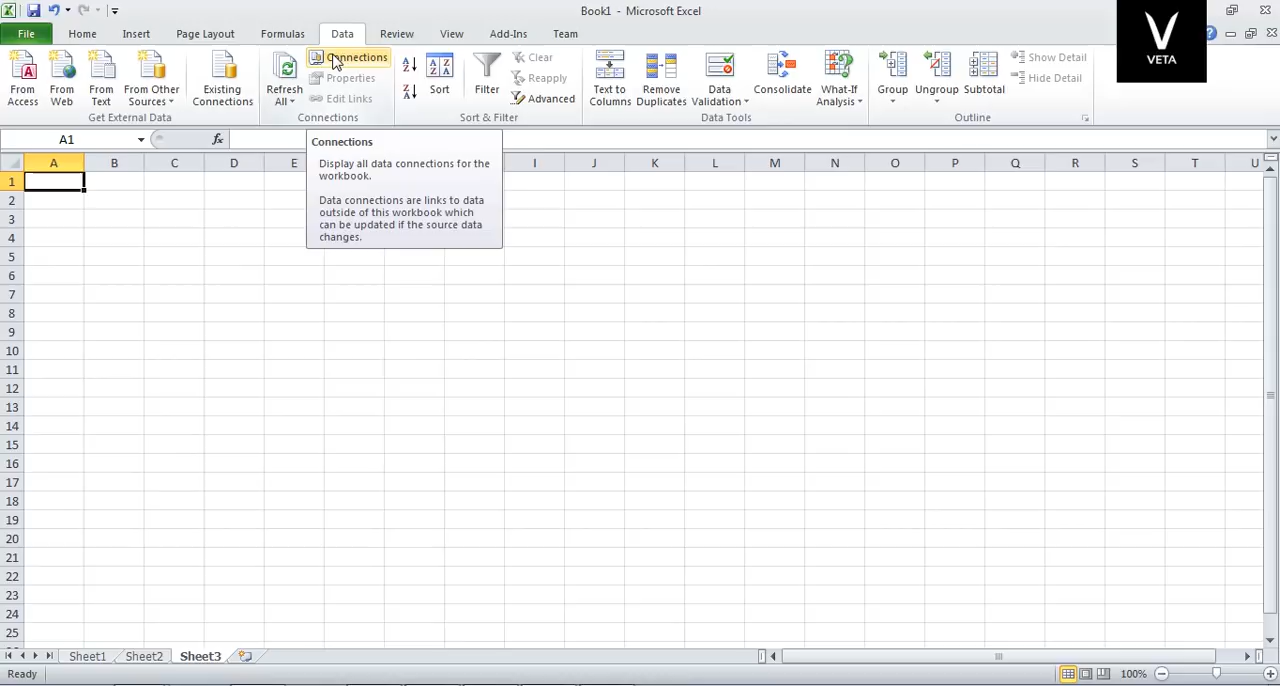 Book1 - Microsoft Excel
File Home Insert Page Layout Formulas Data Review View Add-Ins Team
From Access
From Web
From Text
From Other Sources
Get External Data
Existing Connections
Refresh All
Connections
Properties
Edit Links
Connections
Sort
Filter
Clear
Reapply
Advanced
Sort & Filter
Text to Columns
Remove Duplicates
Data Validation
Consolidate
What-If Analysis
Data Tools
Group
Ungroup
Subtotal
Show Detail
Hide Detail
Outline
V
VETA
A1
fx
Connections
Display all data connections for the
workbook.
Data connections are links to data
outside of this workbook which
can be updated if the source data
changes.
A B C D E I J K L M N O P Q R S T U
1
2
3
4
5
6
7
8
9
10
11
12
13
14
15
16
17
18
19
20
21
22
23
24
25
Sheet1 Sheet2 Sheet3
Ready
100%